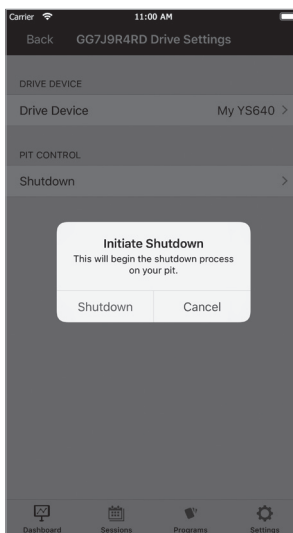 Carrier 11:00 AM
Back GG7J9R4RD Drive Settings
DRIVE DEVICE
Drive Device My YS640 >
PIT CONTROL
Shutdown >
Initiate Shutdown
This will begin the shutdown process
on your pit.
Shutdown Cancel
Dashboard Sessions Programs Settings